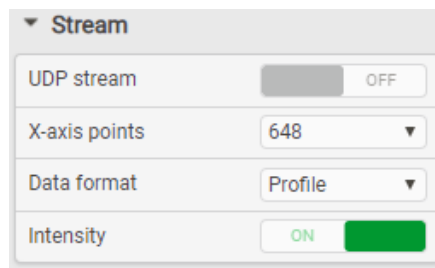 Stream
UDP stream OFF
X-axis points 648
Data format Profile
Intensity ON